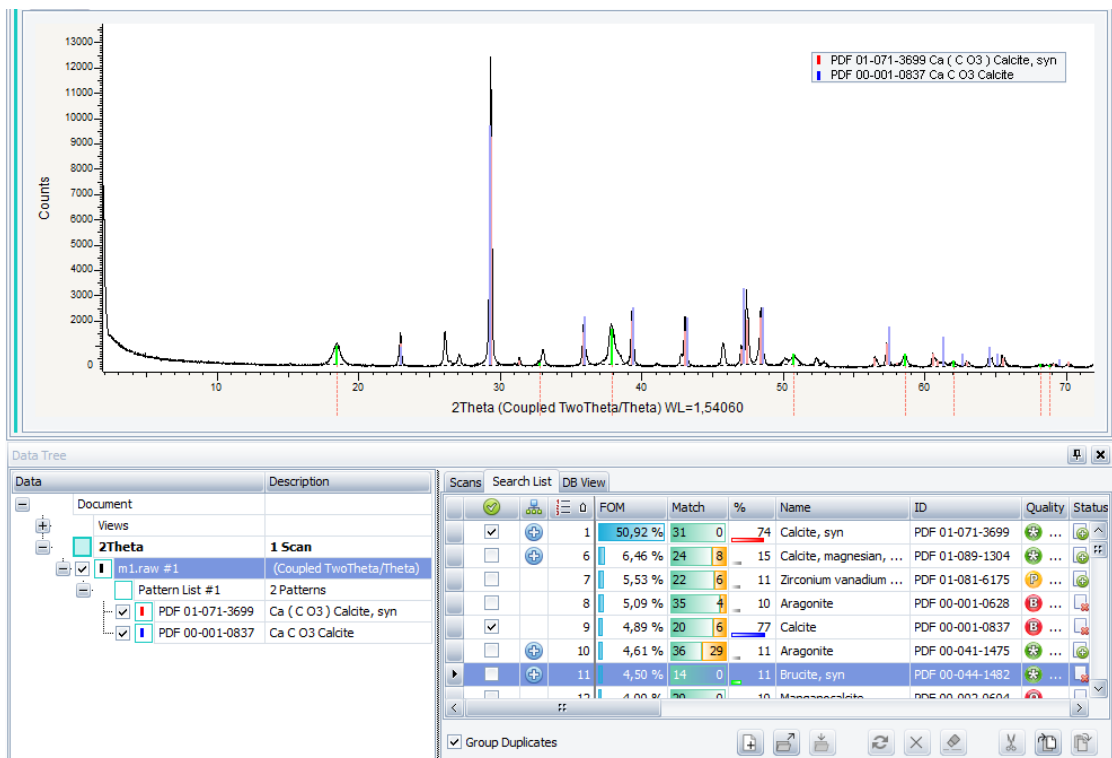 13000
12000
11000
10000
9000
8000
7000
6000
5000
4000
3000
2000
1000
0
Counts
PDF 01-071-3699 Ca ( C O3 ) Calcite, syn
PDF 00-001-0837 Ca C O3 Calcite
10 20 30 40 50 60 70
2Theta (Coupled TwoTheta/Theta) WL=1,54060
Data Tree
Data Description
Document
Views
2Theta 1 Scan
m1.raw #1 (Coupled TwoTheta/Theta)
Pattern List #1 2 Patterns
PDF 01-071-3699 Ca ( C O3 ) Calcite, syn
PDF 00-001-0837 Ca C O3 Calcite
Scans Search List DB View
FOM Match % Name ID Quality Status
1 50,92 % 31 0 74 Calcite, syn PDF 01-071-3699 ...
6 6,46 % 24 8 15 Calcite, magnesian, ... PDF 01-089-1304 ...
7 5,53 % 22 6 11 Zirconium vanadium ... PDF 01-081-6175 P ...
8 5,09 % 35 4 10 Aragonite PDF 00-001-0628 B ...
9 4,89 % 20 6 77 Calcite PDF 00-001-0837 B ...
10 4,61 % 36 29 11 Aragonite PDF 00-041-1475 ...
11 4,50 % 14 0 11 Brucite, syn PDF 00-044-1482 ...
Group Duplicates